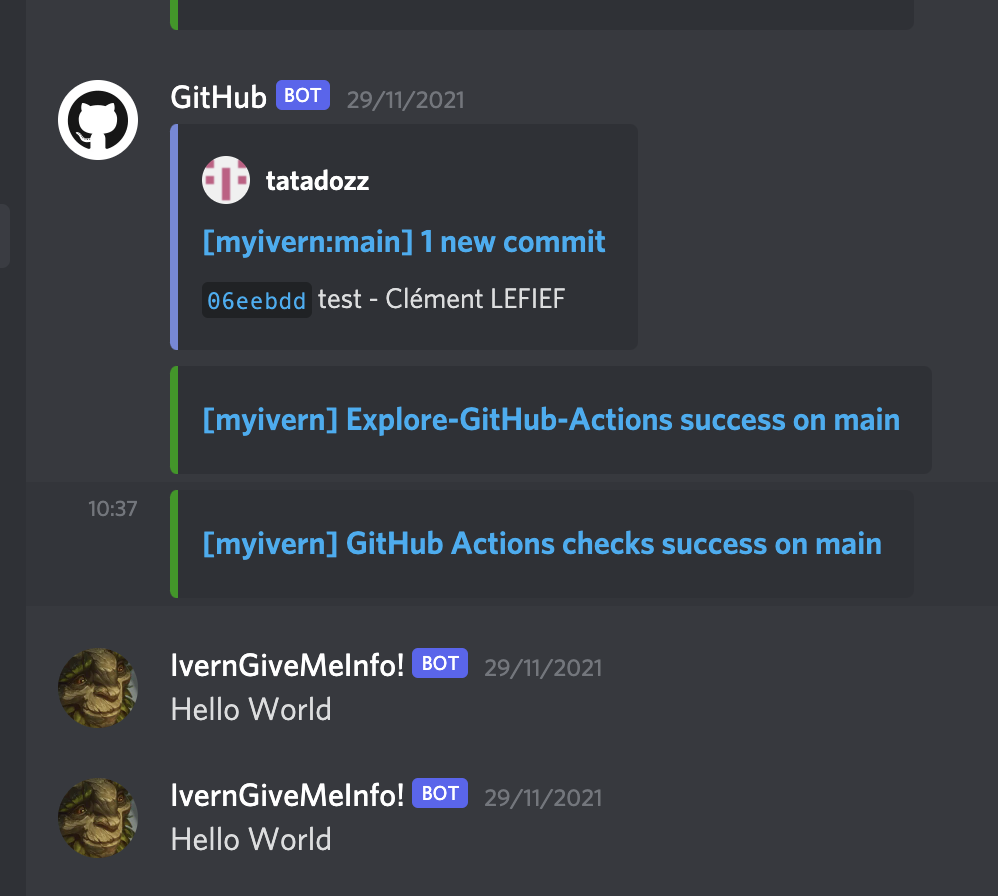 GitHub BOT 29/11/2021
tatadozz
[myivern:main] 1 new commit
06eebdd test - Clément LEFIEF
[myivern] Explore-GitHub-Actions success on main
10:37
[myivern] GitHub Actions checks success on main
IvernGiveMeInfo! BOT 29/11/2021
Hello World
IvernGiveMeInfo! BOT 29/11/2021
Hello World